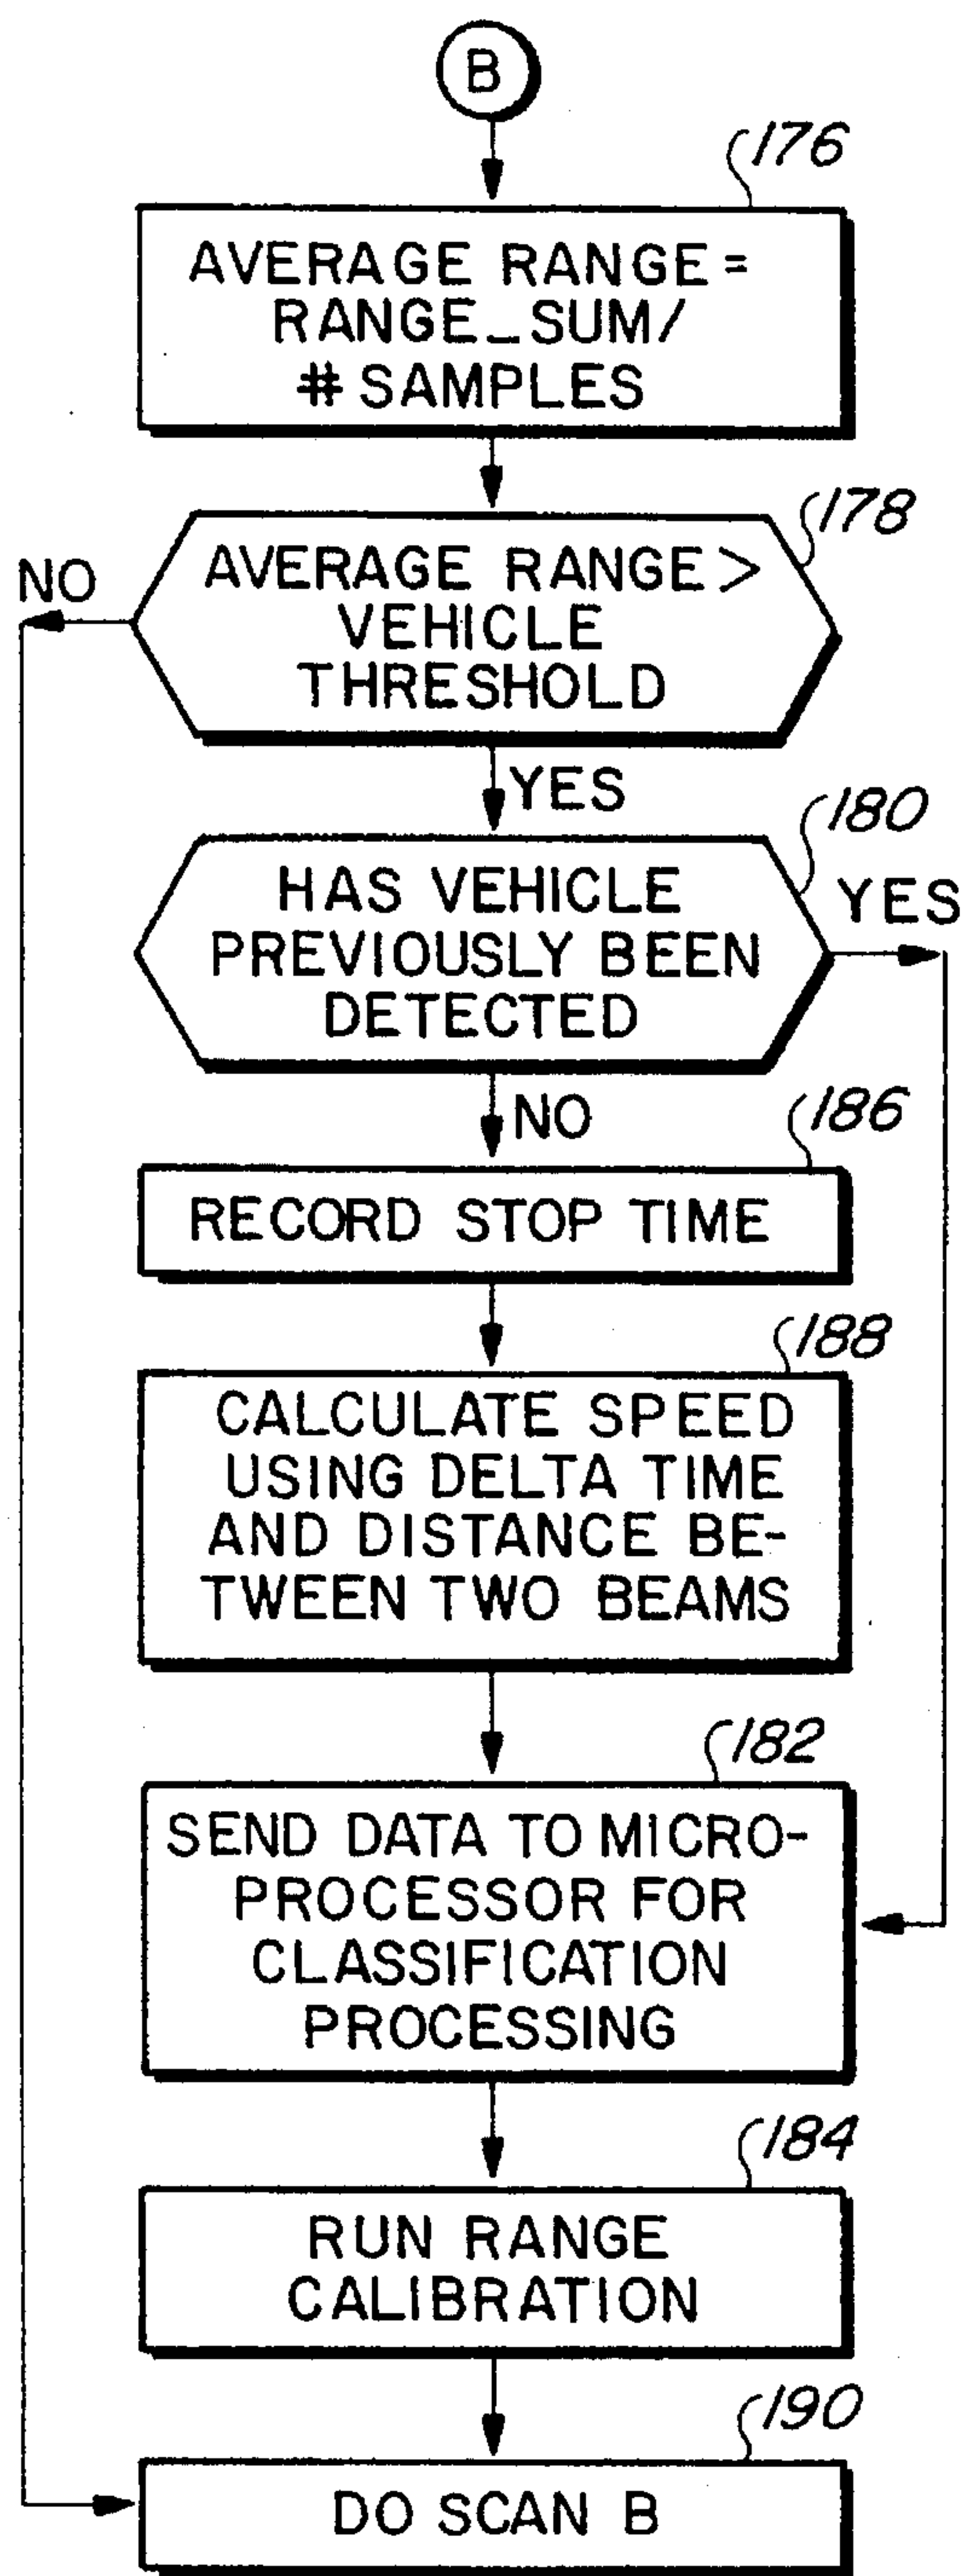 B
176
AVERAGE RANGE =
RANGE_SUM/
# SAMPLES
178
NO
AVERAGE RANGE >
VEHICLE
THRESHOLD
YES
180
HAS VEHICLE
PREVIOUSLY BEEN
DETECTED
YES
NO
186
RECORD STOP TIME
188
CALCULATE SPEED
USING DELTA TIME
AND DISTANCE BE-
TWEEN TWO BEAMS
182
SEND DATA TO MICRO-
PROCESSOR FOR
CLASSIFICATION
PROCESSING
184
RUN RANGE
CALIBRATION
190
DO SCAN B